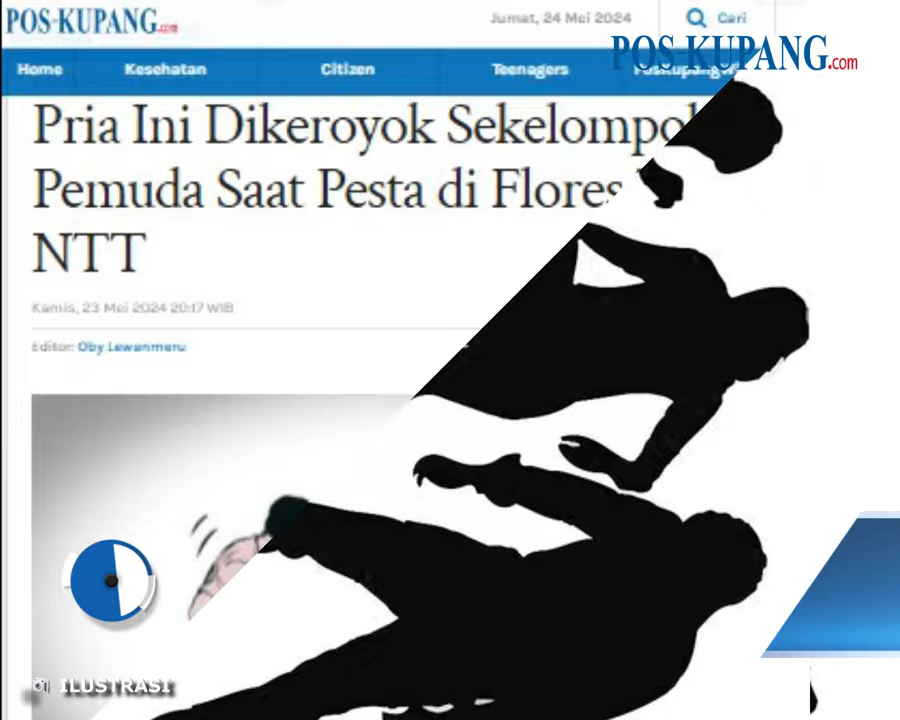 POS-KUPANG.com
Jumat, 24 Mei 2024
Cari
POS-KUPANG.com
Home
Kesehatan
Citizen
Teenagers
Pria Ini Dikeroyok Sekelompok
Pemuda Saat Pesta di Flores
NTT
Kamis, 23 Mei 2024 20:17 WIB
Editor: Oby Lewanmeru
ILUSTRASI